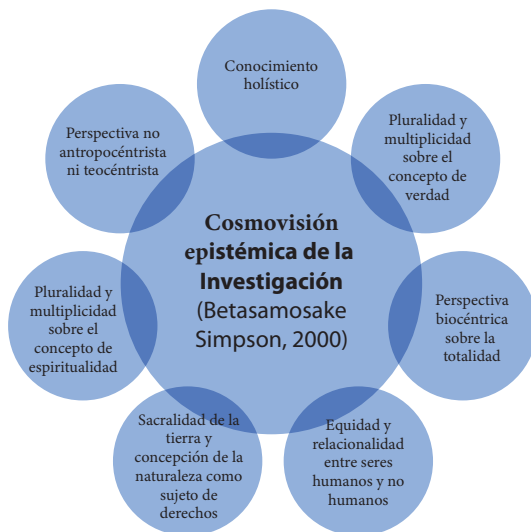 Conocimiento
holístico
Pluralidad y
multiplicidad
sobre el
concepto de
verdad
Perspectiva
biocéntrica
sobre la
totalidad
Equidad y
relacionalidad
entre seres
humanos y no
humanos
Sacralidad de la
tierra y
concepción de la
naturaleza como
sujeto de
derechos
Pluralidad y
multiplicidad
sobre el
concepto de
espiritualidad
Perspectiva no
antropocéntrista
ni teocéntrista
Cosmovisión
epistémica de la
Investigación
(Betasamosake
Simpson, 2000)